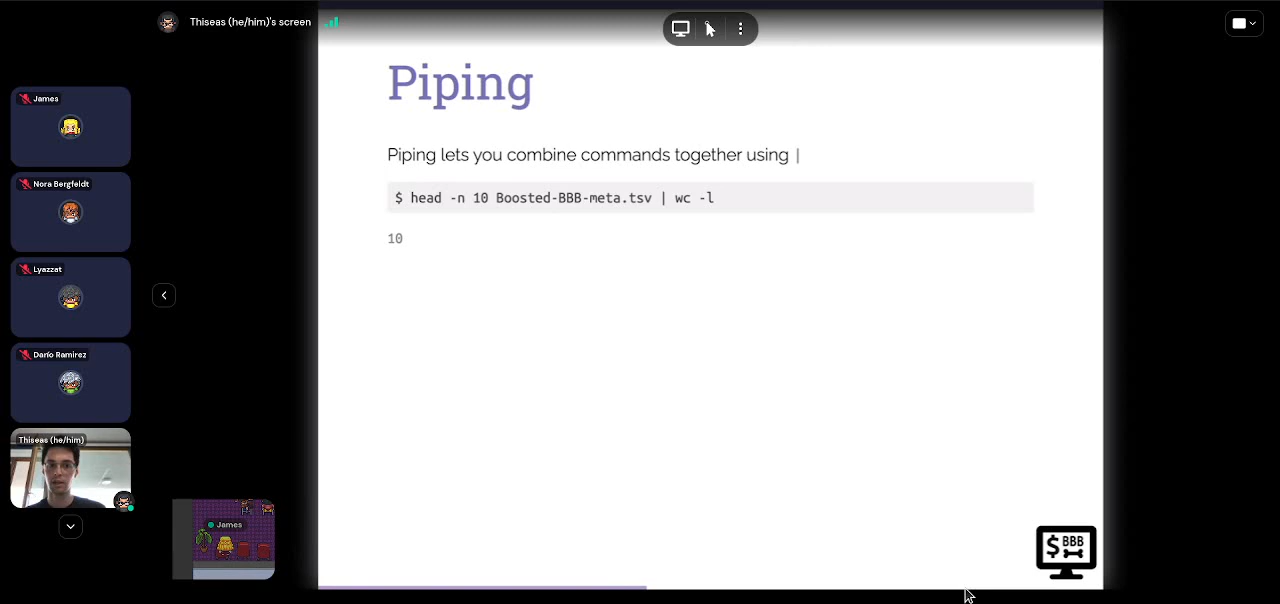 Thiseas (he/him)'s screen
James
Nora Bergfeldt
Lyazzat
Darío Ramirez
Thiseas (he/him)
James
Piping
Piping lets you combine commands together using |
$ head -n 10 Boosted-BBB-meta.tsv | wc -l
10
$ BBB